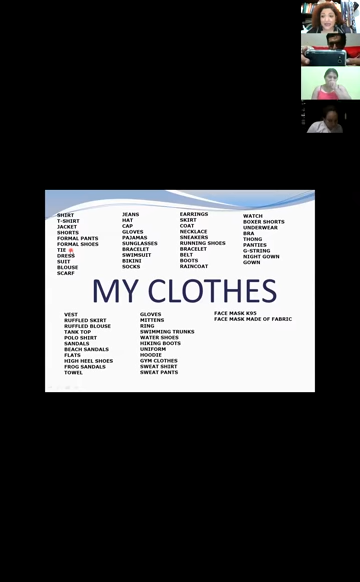 SHIRT
T-SHIRT
JACKET
SHORTS
FORMAL PANTS
FORMAL SHOES
TIE
DRESS
SUIT
BLOUSE
SCARF
JEANS
HAT
CAP
GLOVES
PAJAMAS
SUNGLASSES
BRACELET
SWIMSUIT
BIKINI
SOCKS
EARRINGS
SKIRT
COAT
NECKLACE
SNEAKERS
RUNNING SHOES
BRACELET
BELT
BOOTS
RAINCOAT
WATCH
BOXER SHORTS
UNDERWEAR
BRA
THONG
PANTIES
G-STRING
NIGHT GOWN
GOWN
MY CLOTHES
VEST
RUFFLED SKIRT
RUFFLED BLOUSE
TANK TOP
POLO SHIRT
SANDALS
BEACH SANDALS
FLATS
HIGH HEEL SHOES
FROG SANDALS
TOWEL
GLOVES
MITTENS
RING
SWIMMING TRUNKS
WATER SHOES
HIKING BOOTS
UNIFORM
HOODIE
GYM CLOTHES
SWEAT SHIRT
SWEAT PANTS
FACE MASK K95
FACE MASK MADE OF FABRIC